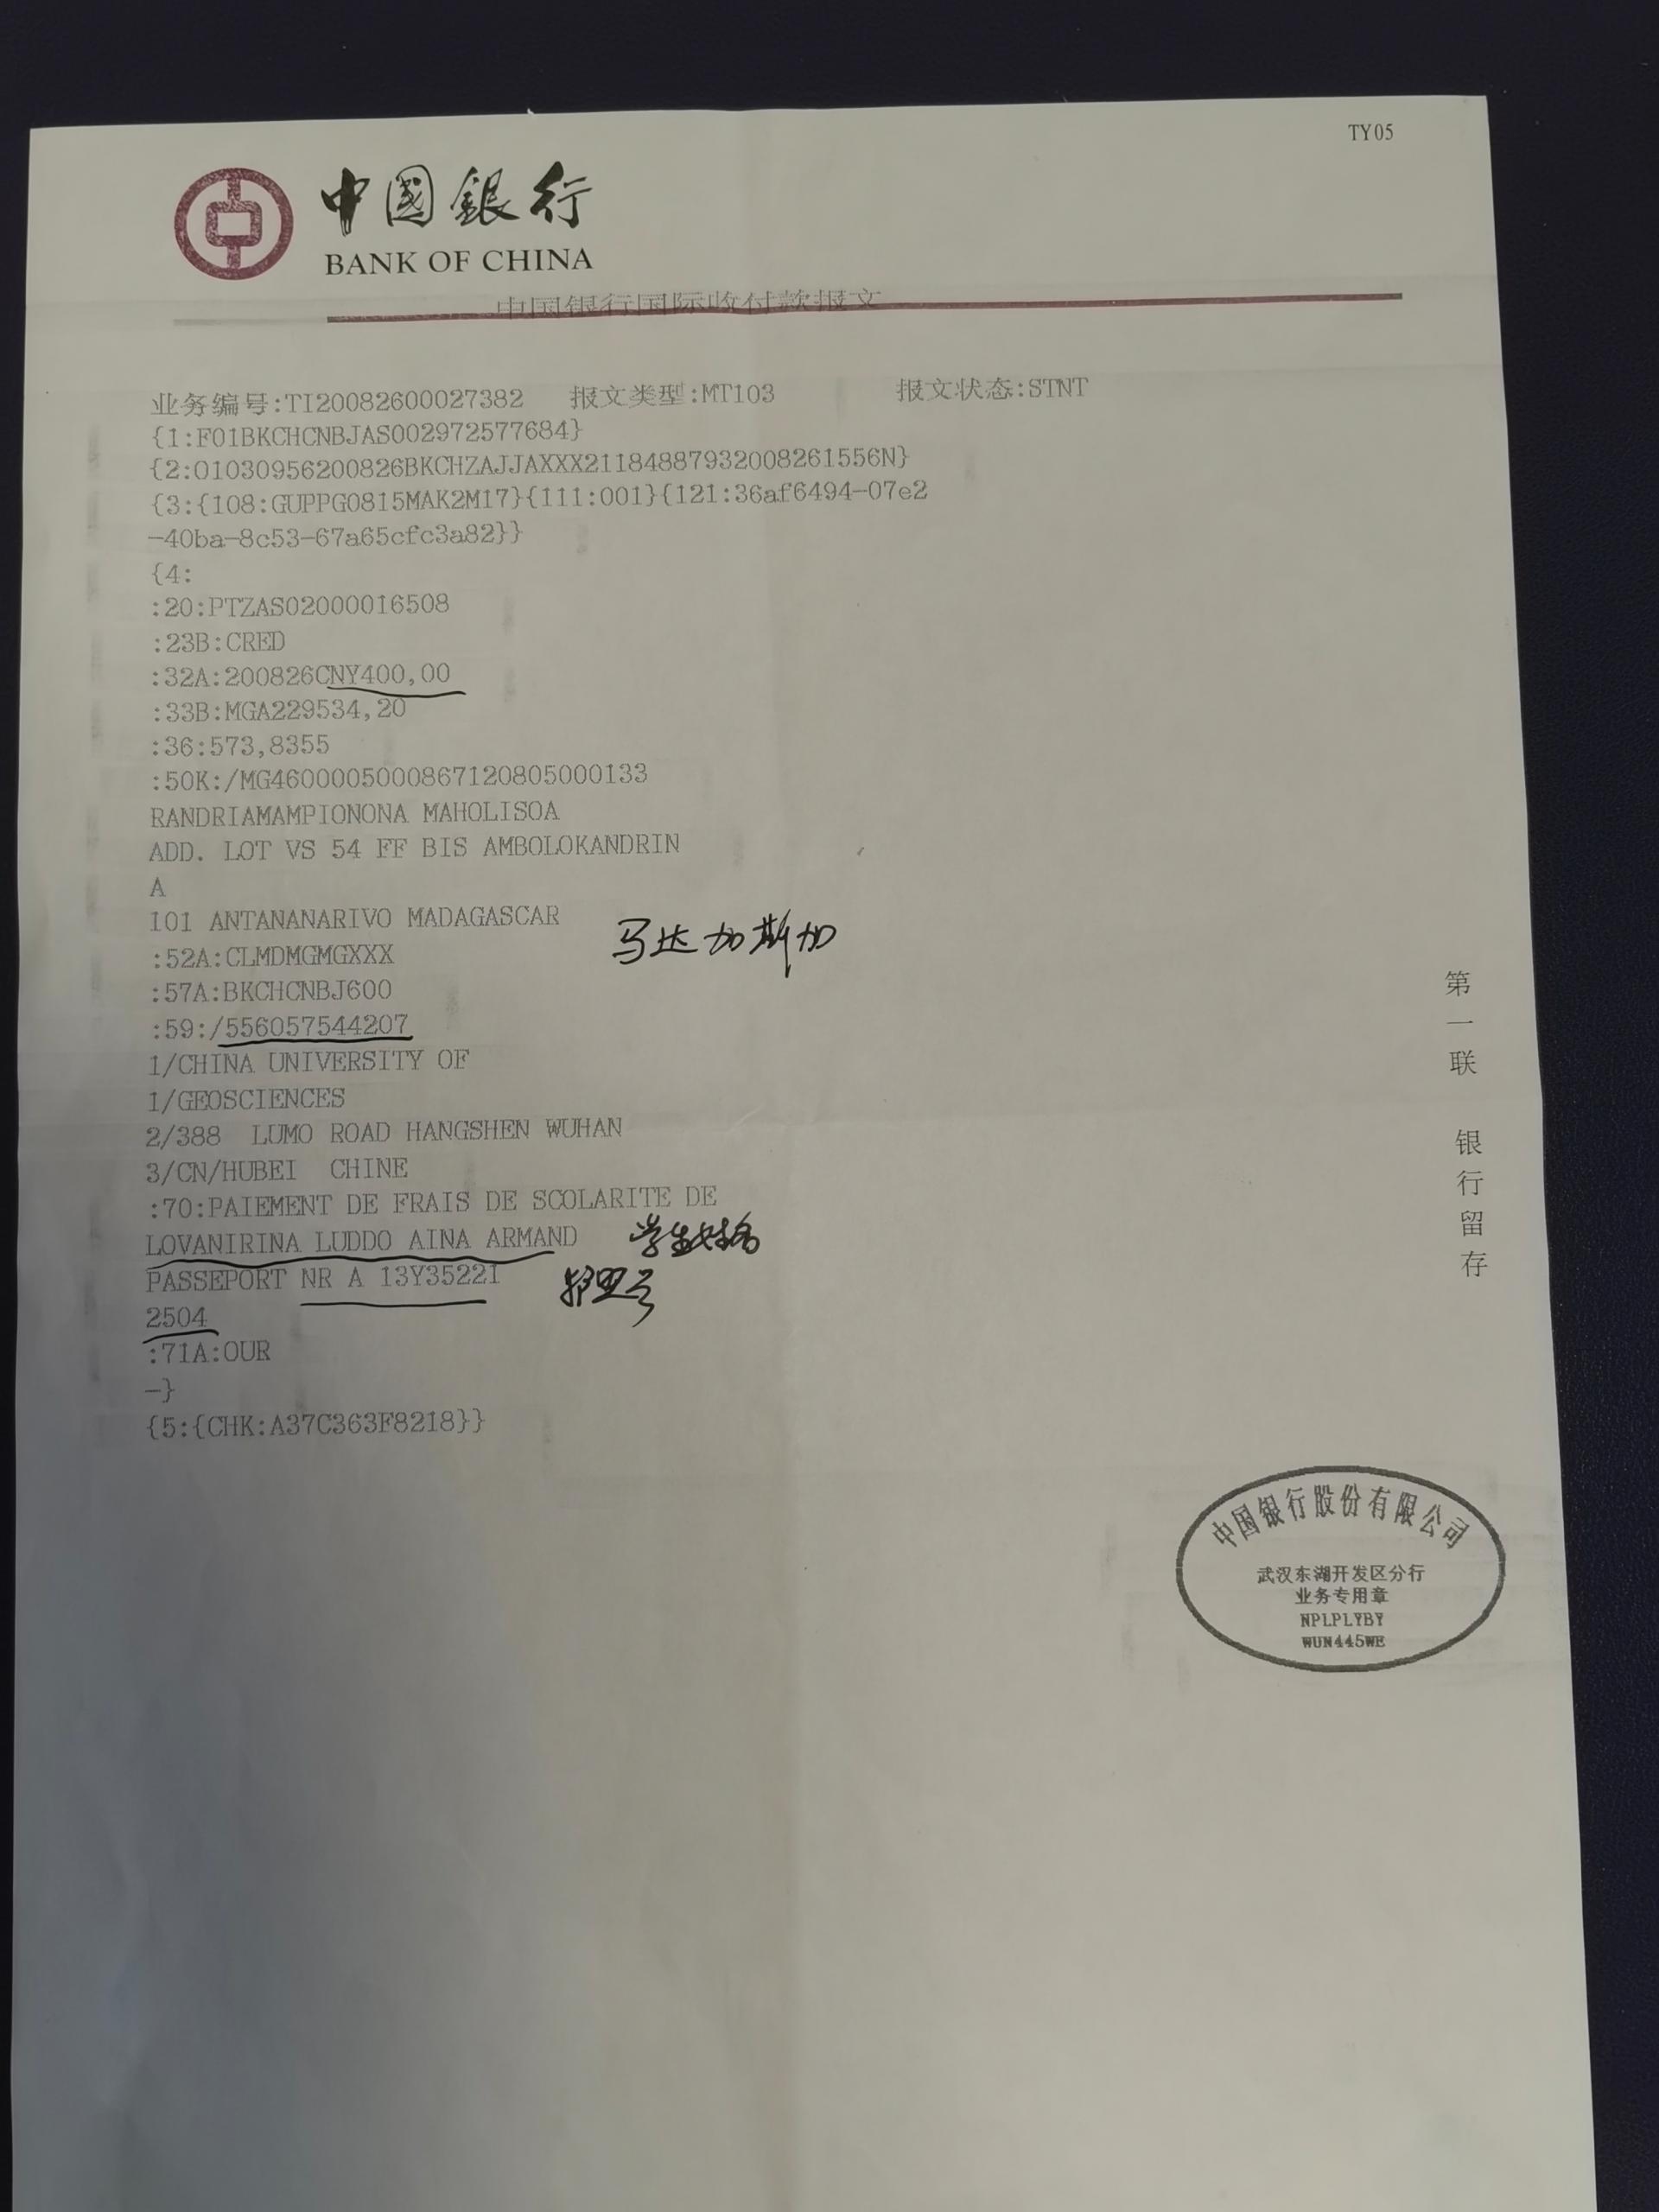 TY05
中國銀行
BANK OF CHINA
中国银行国际收付款报文
业务编号:TI20082600027382 报文类型:MT103 报文状态:STNT
{1:F01BKCHCNBJAS002972577684}
{2:O1030956200826BKCHZAJJAXXX21184887932008261556N}
{3:{108:GUPPG0815MAK2M17}{111:001}{121:36af6494-07e2
-40ba-8c53-67a65cfc3a82}}
{4:
:20:PTZAS02000016508
:23B:CRED
:32A:200826CNY400,00
:33B:MGA229534,20
:36:573,8355
:50K:/MG4600005000867120805000133
RANDRIAMAMPIONONA MAHOLISOA
ADD. LOT VS 54 FF BIS AMBOLOKANDRIN
A
101 ANTANANARIVO MADAGASCAR
马达加斯加
:52A:CLMDMGMGXXX
:57A:BKCHCNBJ600
:59:/556057544207
1/CHINA UNIVERSITY OF
1/GEOSCIENCES
2/388 LUMO ROAD HANGSHEN WUHAN
3/CN/HUBEI CHINE
:70:PAIEMENT DE FRAIS DE SCOLARITE DE
LOVANIRINA LUDDO AINA ARMAND 学生姓名
PASSEPORT NR A 13Y35221 护照号
2504
:71A:OUR
-}
{5:{CHK:A37C363F8218}}
第一联 银行留存
中国银行股份有限公司
武汉东湖开发区分行
业务专用章
NPLPLYBY
WUN445WE